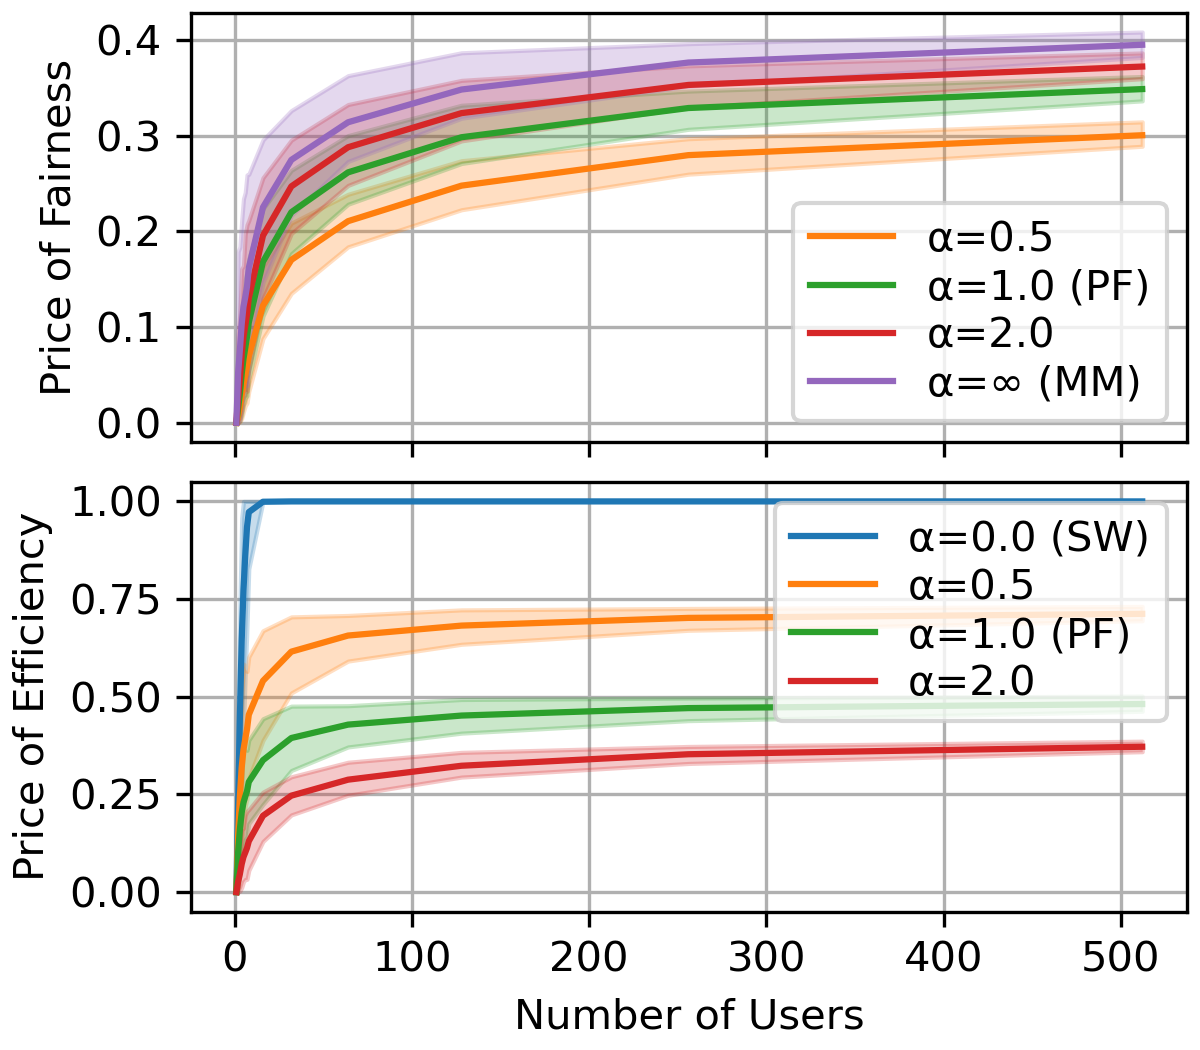 Price of Fairness
0.4
0.3
0.2
0.1
0.0
α=0.5
α=1.0 (PF)
α=2.0
α=∞ (MM)
Price of Efficiency
1.00
0.75
0.50
0.25
0.00
α=0.0 (SW)
α=0.5
α=1.0 (PF)
α=2.0
0 100 200 300 400 500
Number of Users